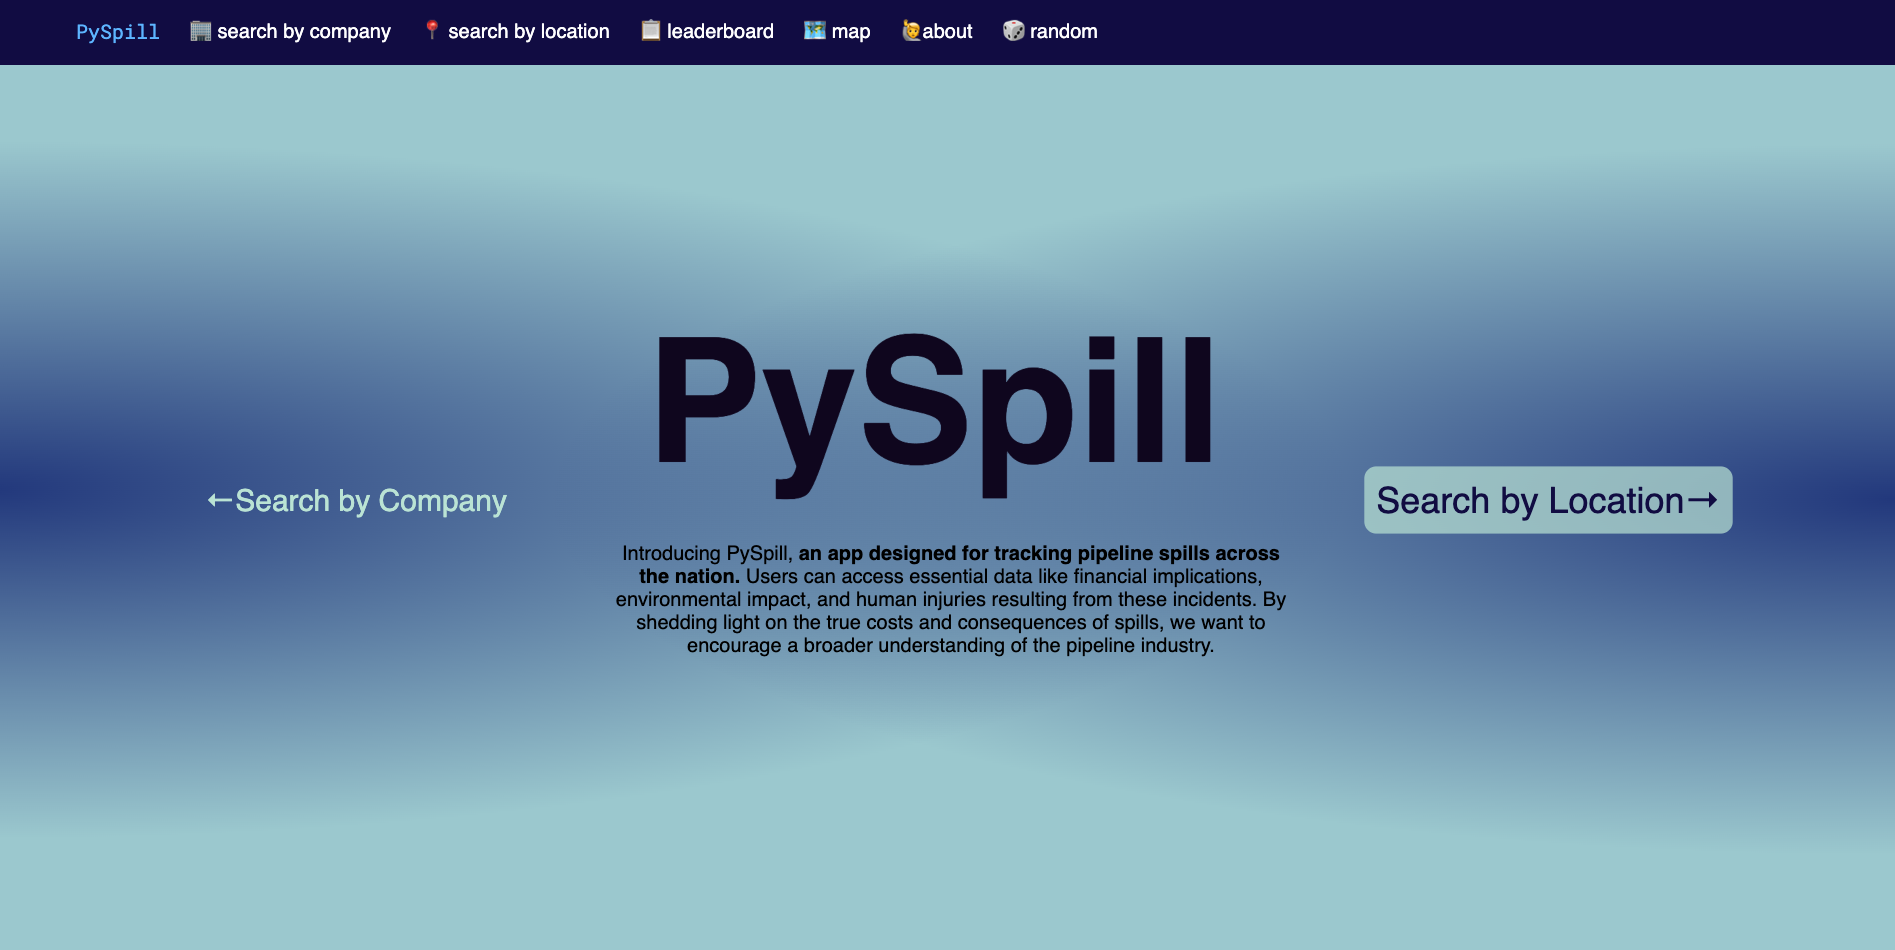 PySpill 🏢 search by company 📍 search by location 📋 leaderboard 🗺️ map 🙋about 🎲 random
PySpill
←Search by Company
Search by Location→
Introducing PySpill, an app designed for tracking pipeline spills across
the nation. Users can access essential data like financial implications,
environmental impact, and human injuries resulting from these incidents. By
shedding light on the true costs and consequences of spills, we want to
encourage a broader understanding of the pipeline industry.